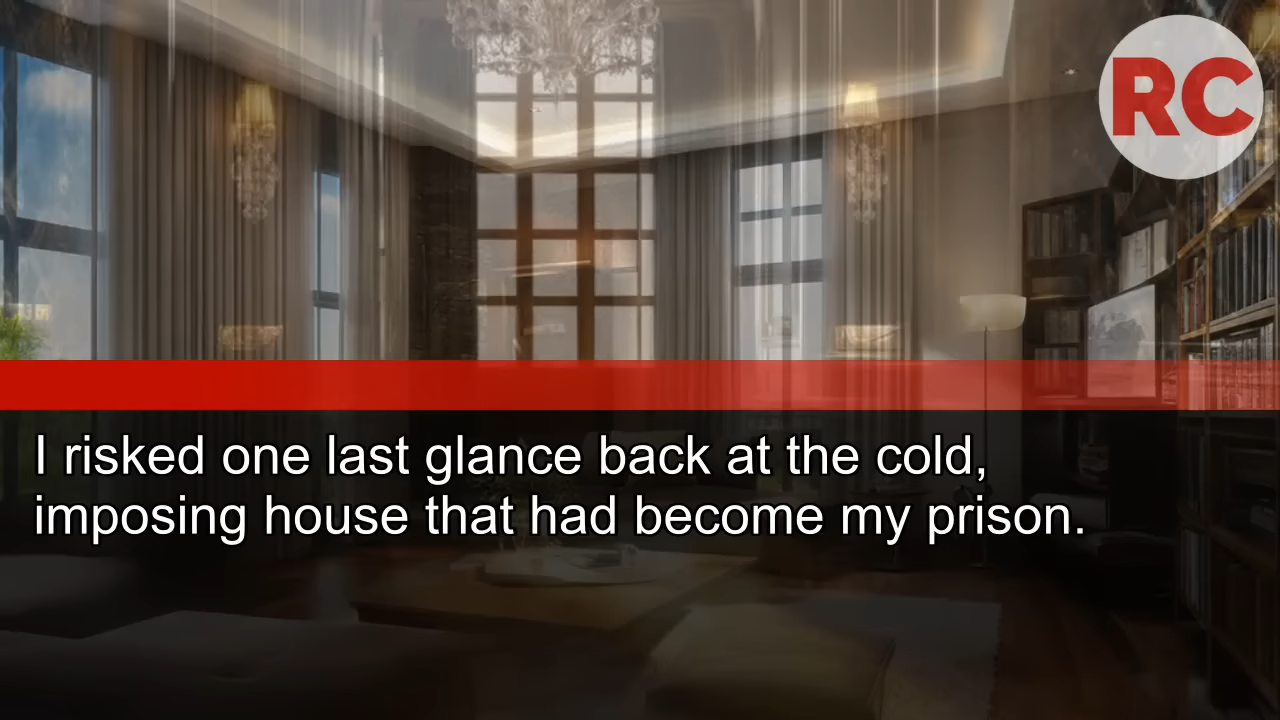 RC
I risked one last glance back at the cold,
imposing house that had become my prison.